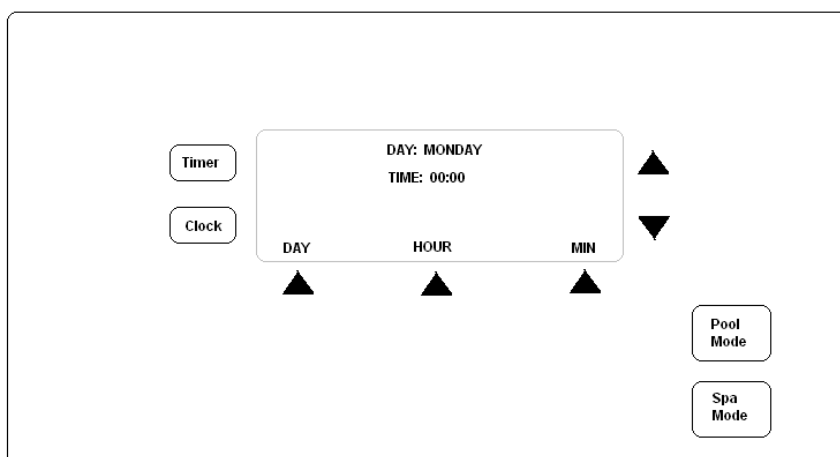 DAY: MONDAY
Timer
TIME: 00:00
Clock
DAY HOUR MIN
Pool
Mode
Spa
Mode